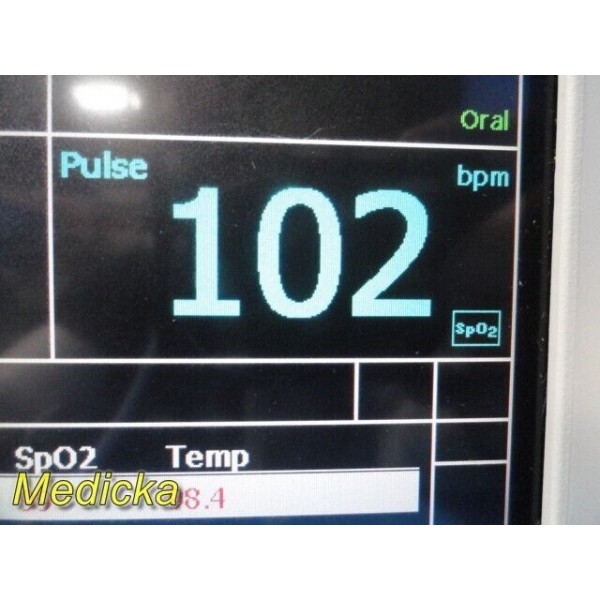 Oral
Pulse bpm
102
SpO2
SpO2 Temp
Medicka